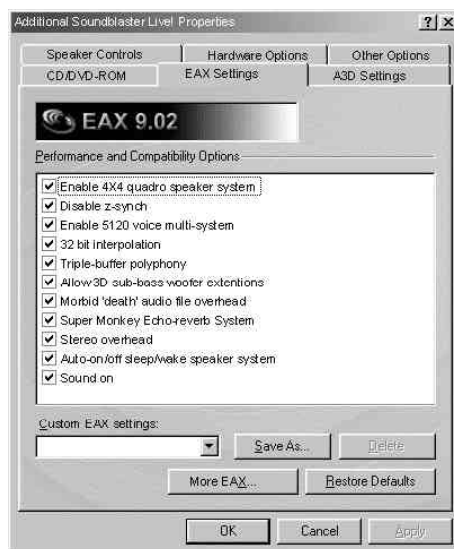 Additional Soundblaster Live! Properties
Speaker Controls
Hardware Options
Other Options
CD/DVD-ROM
EAX Settings
A3D Settings
EAX 9.02
Performance and Compatibility Options
Enable 4X4 quadro speaker system
Disable z-synch
Enable 5120 voice multi-system
32 bit interpolation
Triple-buffer polyphony
Allow 3D sub-bass woofer extentions
Morbid 'death' audio file overhead
Super Monkey Echo-reverb System
Stereo overhead
Auto-on/off sleep/wake speaker system
Sound on
Custom EAX settings:
Save As...
Delete
More EAX...
Restore Defaults
OK
Cancel
Apply